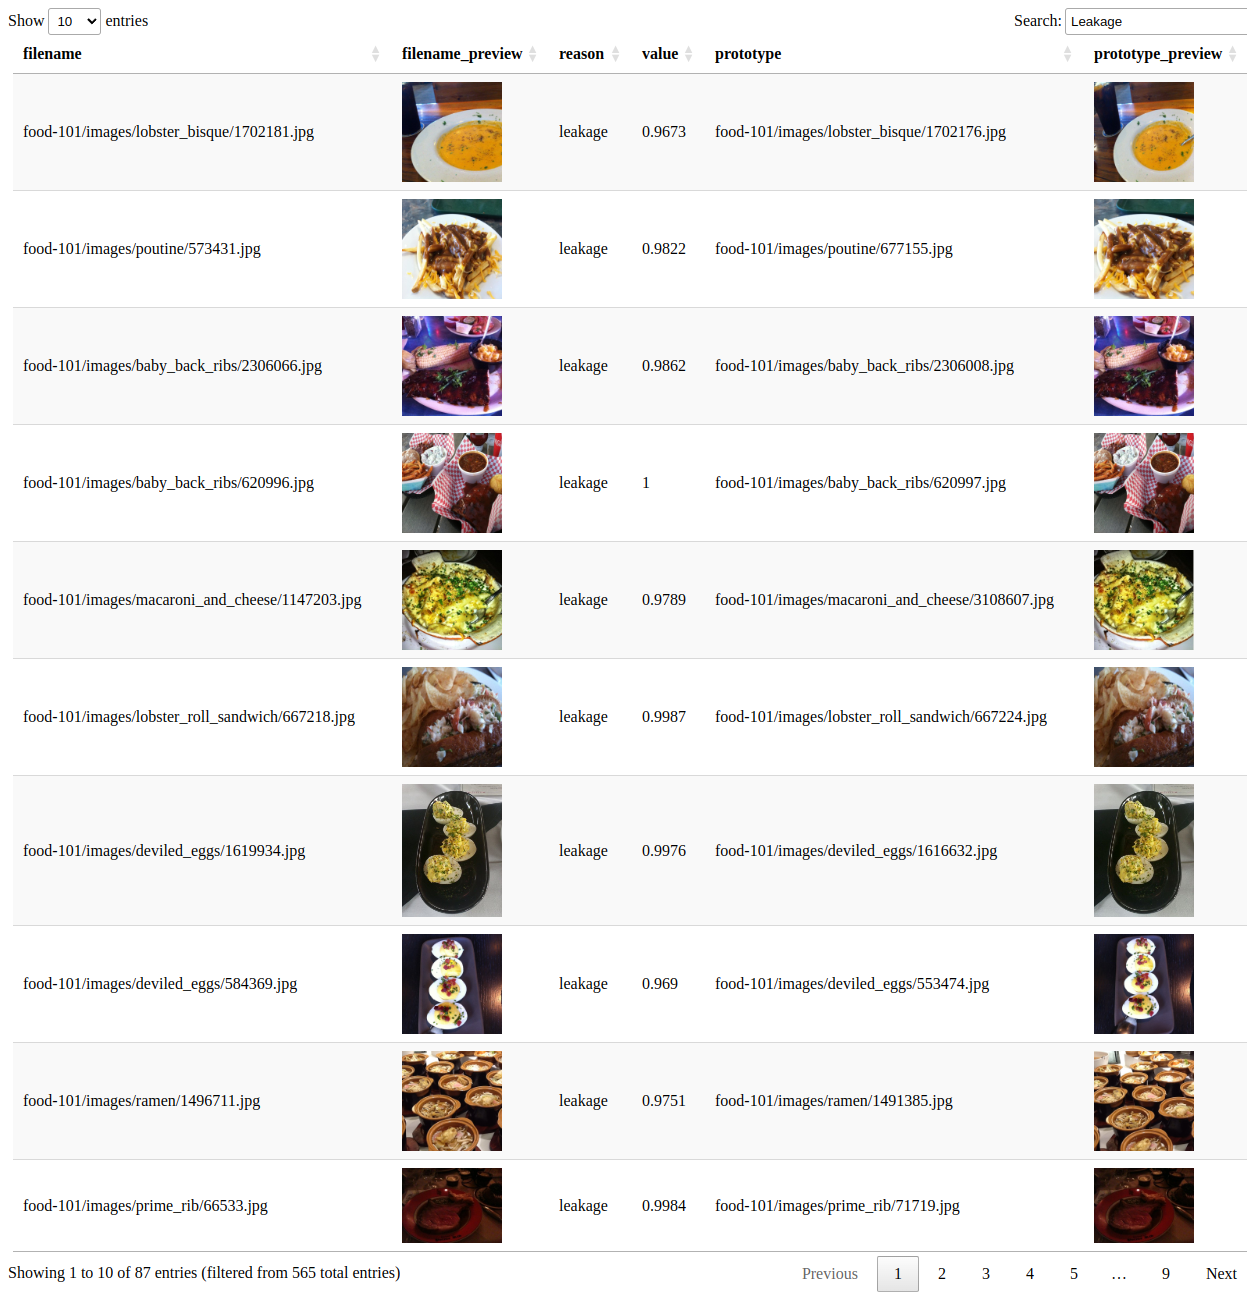 Show 10 entries Search: Leakage
filename filename_preview reason value prototype prototype_preview
food-101/images/lobster_bisque/1702181.jpg leakage 0.9673 food-101/images/lobster_bisque/1702176.jpg
food-101/images/poutine/573431.jpg leakage 0.9822 food-101/images/poutine/677155.jpg
food-101/images/baby_back_ribs/2306066.jpg leakage 0.9862 food-101/images/baby_back_ribs/2306008.jpg
food-101/images/baby_back_ribs/620996.jpg leakage 1 food-101/images/baby_back_ribs/620997.jpg
food-101/images/macaroni_and_cheese/1147203.jpg leakage 0.9789 food-101/images/macaroni_and_cheese/3108607.jpg
food-101/images/lobster_roll_sandwich/667218.jpg leakage 0.9987 food-101/images/lobster_roll_sandwich/667224.jpg
food-101/images/deviled_eggs/1619934.jpg leakage 0.9976 food-101/images/deviled_eggs/1616632.jpg
food-101/images/deviled_eggs/584369.jpg leakage 0.969 food-101/images/deviled_eggs/553474.jpg
food-101/images/ramen/1496711.jpg leakage 0.9751 food-101/images/ramen/1491385.jpg
food-101/images/prime_rib/66533.jpg leakage 0.9984 food-101/images/prime_rib/71719.jpg
Showing 1 to 10 of 87 entries (filtered from 565 total entries) Previous 1 2 3 4 5 … 9 Next